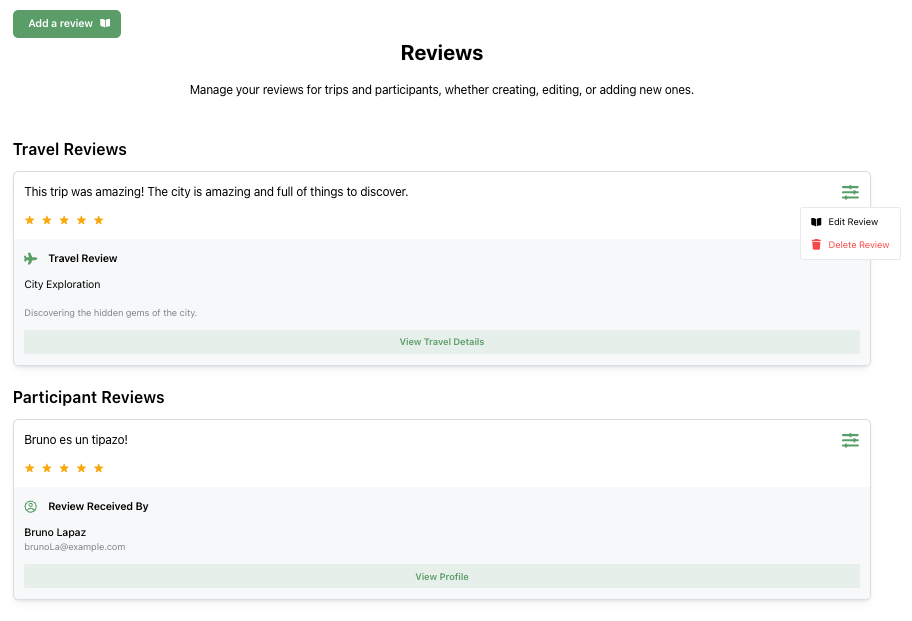 Add a review
Reviews
Manage your reviews for trips and participants, whether creating, editing, or adding new ones.
Travel Reviews
This trip was amazing! The city is amazing and full of things to discover.
Edit Review
Delete Review
Travel Review
City Exploration
Discovering the hidden gems of the city.
View Travel Details
Participant Reviews
Bruno es un tipazo!
Review Received By
Bruno Lapaz
brunoLa@example.com
View Profile